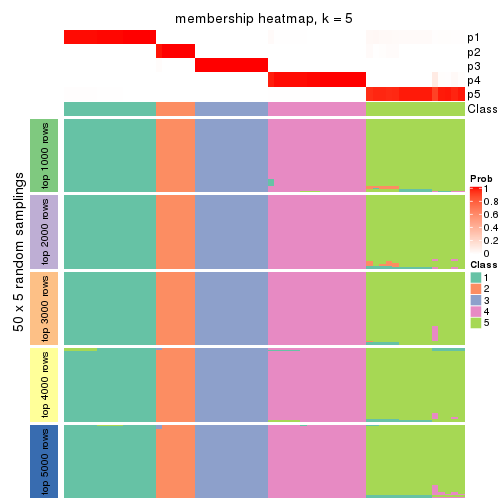 membership heatmap, k = 5
p1
p2
p3
p4
p5
Class
50 x 5 random samplings
top 1000 rows
top 2000 rows
top 3000 rows
top 4000 rows
top 5000 rows
Prob
1
0.8
0.6
0.4
0.2
0
Class
1
2
3
4
5